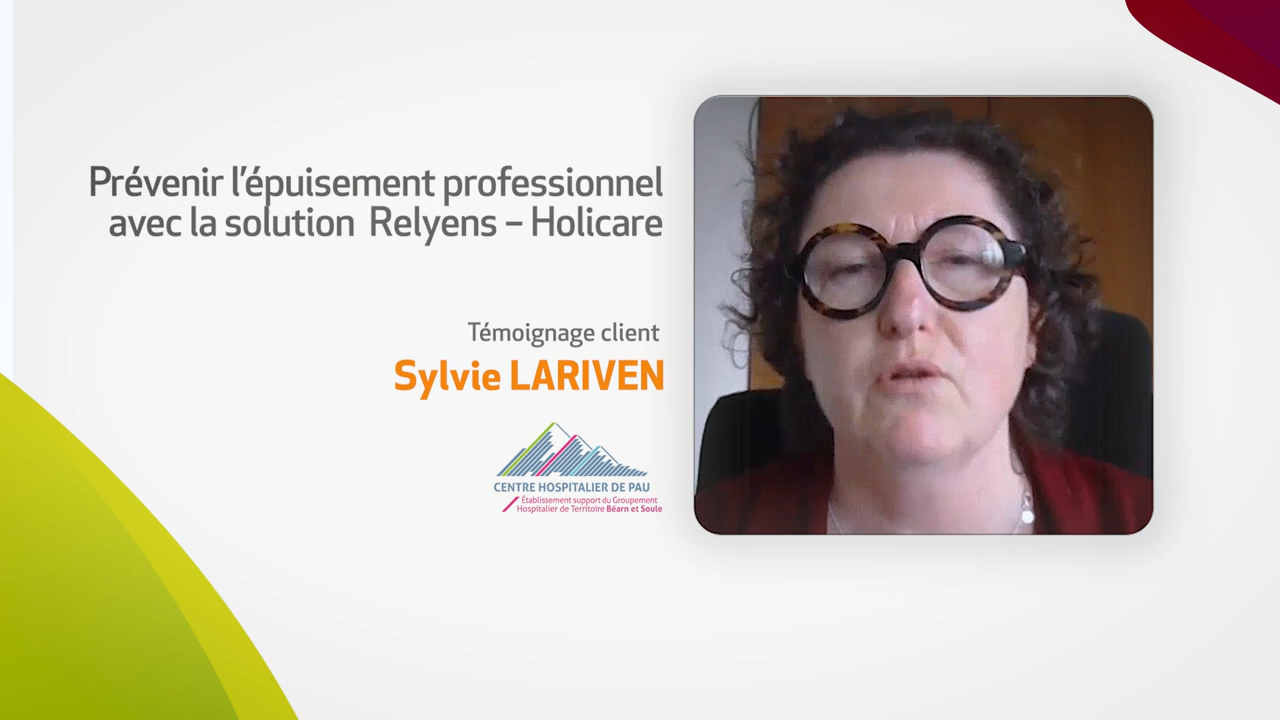 Prévenir l'épuisement professionnel
avec la solution Relyens – Holicare
Témoignage client
Sylvie LARIVEN
CENTRE HOSPITALIER DE PAU
Établissement support du Groupement
Hospitalier de Territoire Béarn et Soule